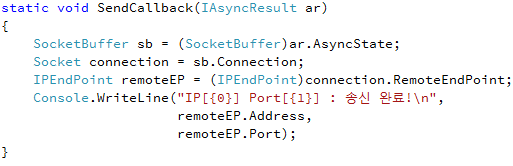 static void SendCallback(IAsyncResult ar)
{
    SocketBuffer sb = (SocketBuffer)ar.AsyncState;
    Socket connection = sb.Connection;
    IPEndPoint remoteEP = (IPEndPoint)connection.RemoteEndPoint;
    Console.WriteLine("IP[{0}] Port[{1}] : 송신 완료!\n",
                      remoteEP.Address,
                      remoteEP.Port);
}